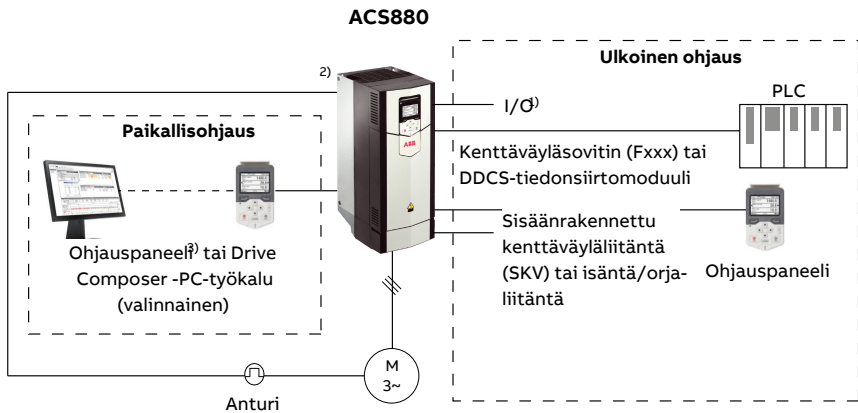 ACS880
2)
Ulkoinen ohjaus
Paikallisohjaus
I/O1)
PLC
ABB
Kenttäväyläsovitin (Fxxx) tai
DDCS-tiedonsiirtomoduuli
Ohjauspaneeli3) tai Drive
Composer -PC-työkalu
(valinnainen)
Sisäänrakennettu
kenttäväyläliitäntä
(SKV) tai isäntä/orja-
liitäntä
Ohjauspaneeli
M
3~
Anturi